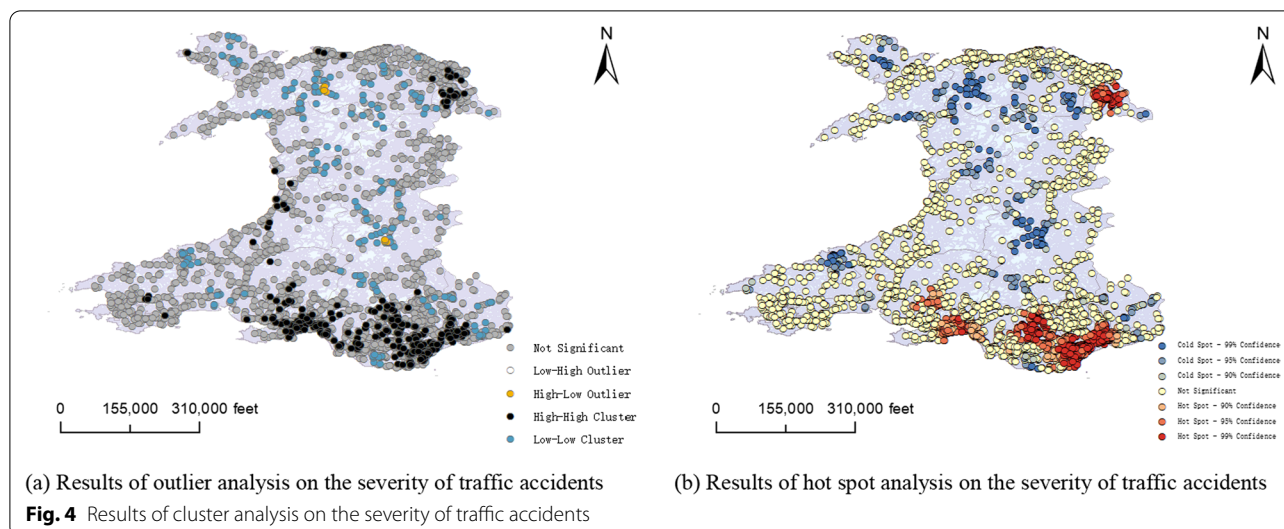 N
Not Significant
Low-High Outlier
High-Low Outlier
High-High Cluster
Low-Low Cluster
0 155,000 310,000 feet
(a) Results of outlier analysis on the severity of traffic accidents
N
Cold Spot - 99% Confidence
Cold Spot - 95% Confidence
Cold Spot - 90% Confidence
Not Significant
Hot Spot - 90% Confidence
Hot Spot - 95% Confidence
Hot Spot - 99% Confidence
0 155,000 310,000 feet
(b) Results of hot spot analysis on the severity of traffic accidents
Fig. 4 Results of cluster analysis on the severity of traffic accidents